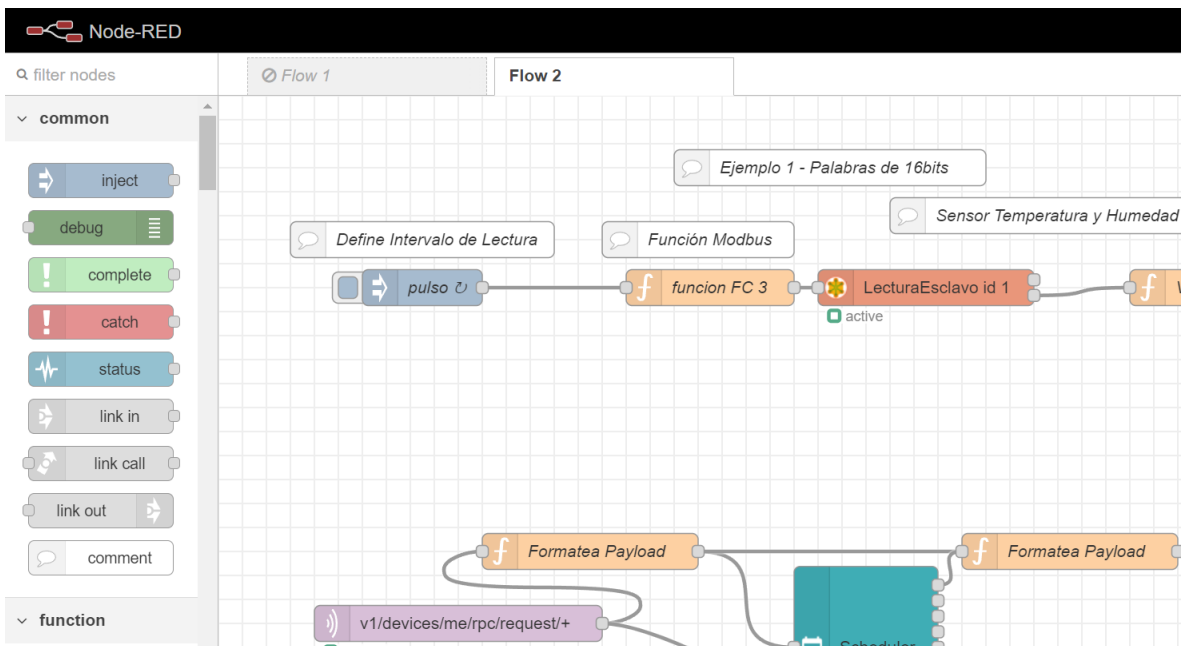 Node-RED
filter nodes
Flow 1
Flow 2
common
inject
debug
complete
catch
status
link in
link call
link out
comment
function
Ejemplo 1 - Palabras de 16bits
Sensor Temperatura y Humedad
Define Intervalo de Lectura
Función Modbus
pulso ↻
funcion FC 3
LecturaEsclavo id 1
active
Formatea Payload
Formatea Payload
v1/devices/me/rpc/request/+
Scheduler